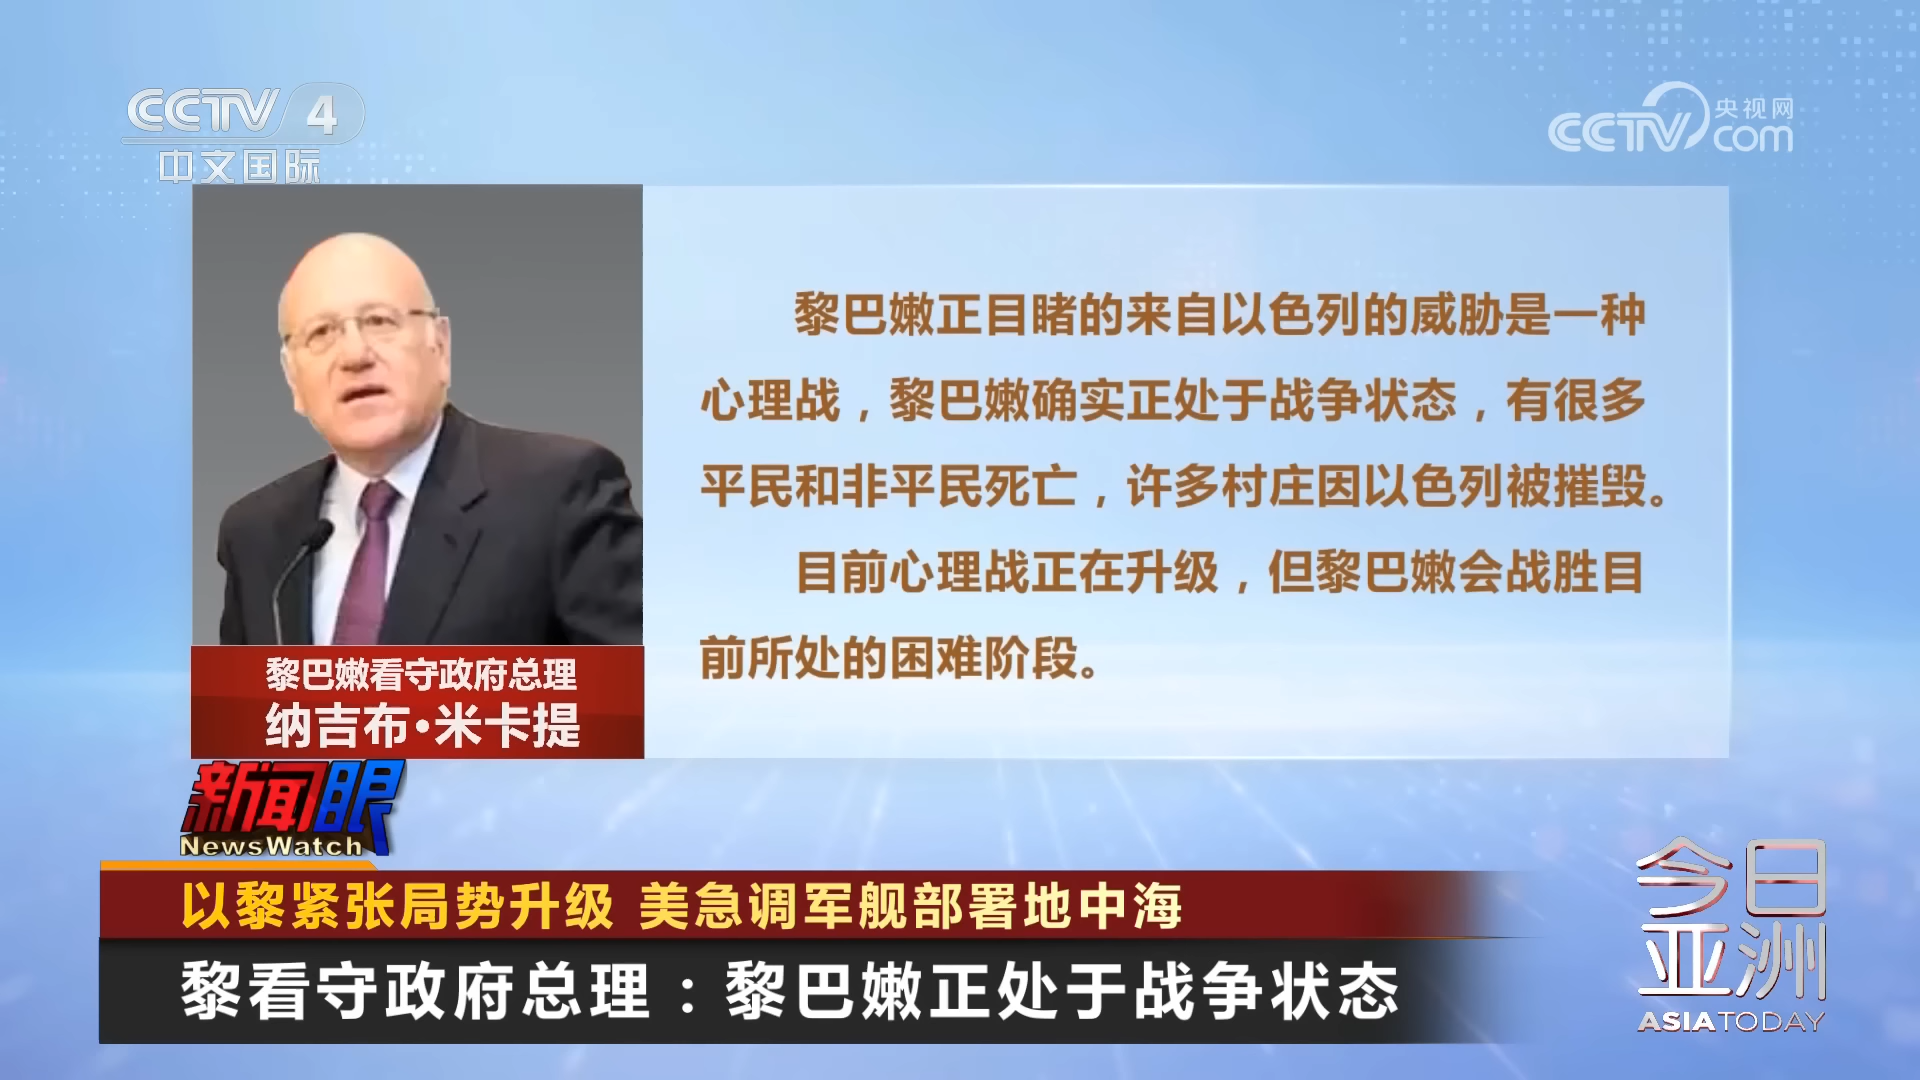 CCTV 4
中文国际
央视网
CCTV.com
黎巴嫩正目睹的来自以色列的威胁是一种
心理战，黎巴嫩确实正处于战争状态，有很多
平民和非平民死亡，许多村庄因以色列被摧毁。
目前心理战正在升级，但黎巴嫩会战胜目
前所处的困难阶段。
黎巴嫩看守政府总理
纳吉布·米卡提
新闻眼
NewsWatch
以黎紧张局势升级 美急调军舰部署地中海
黎看守政府总理：黎巴嫩正处于战争状态
今日
亚洲
ASIA TODAY